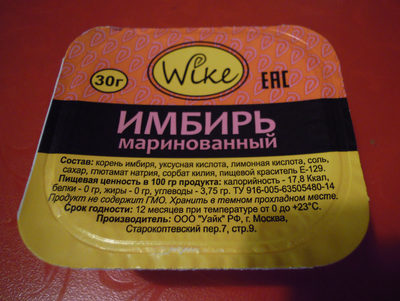 Wike
30г
EAC
ИМБИРЬ
маринованный
Состав: корень имбиря, уксусная кислота, лимонная кислота, соль,
сахар, глютамат натрия, сорбат килия, пищевой краситель Е-129.
Пищевая ценность в 100 гр продукта: калорийность - 17,8 Ккал,
белки - 0 гр, жиры - 0 гр, углеводы - 3,75 гр. ТУ 916-005-63505480-14
Продукт не содержит ГМО. Хранить в темном прохладном месте.
Срок годности: 12 месяцев при температуре от 0 до +23°С.
Производитель: ООО "Уайк" РФ, г. Москва,
Старокоптевский пер.7, стр.9.